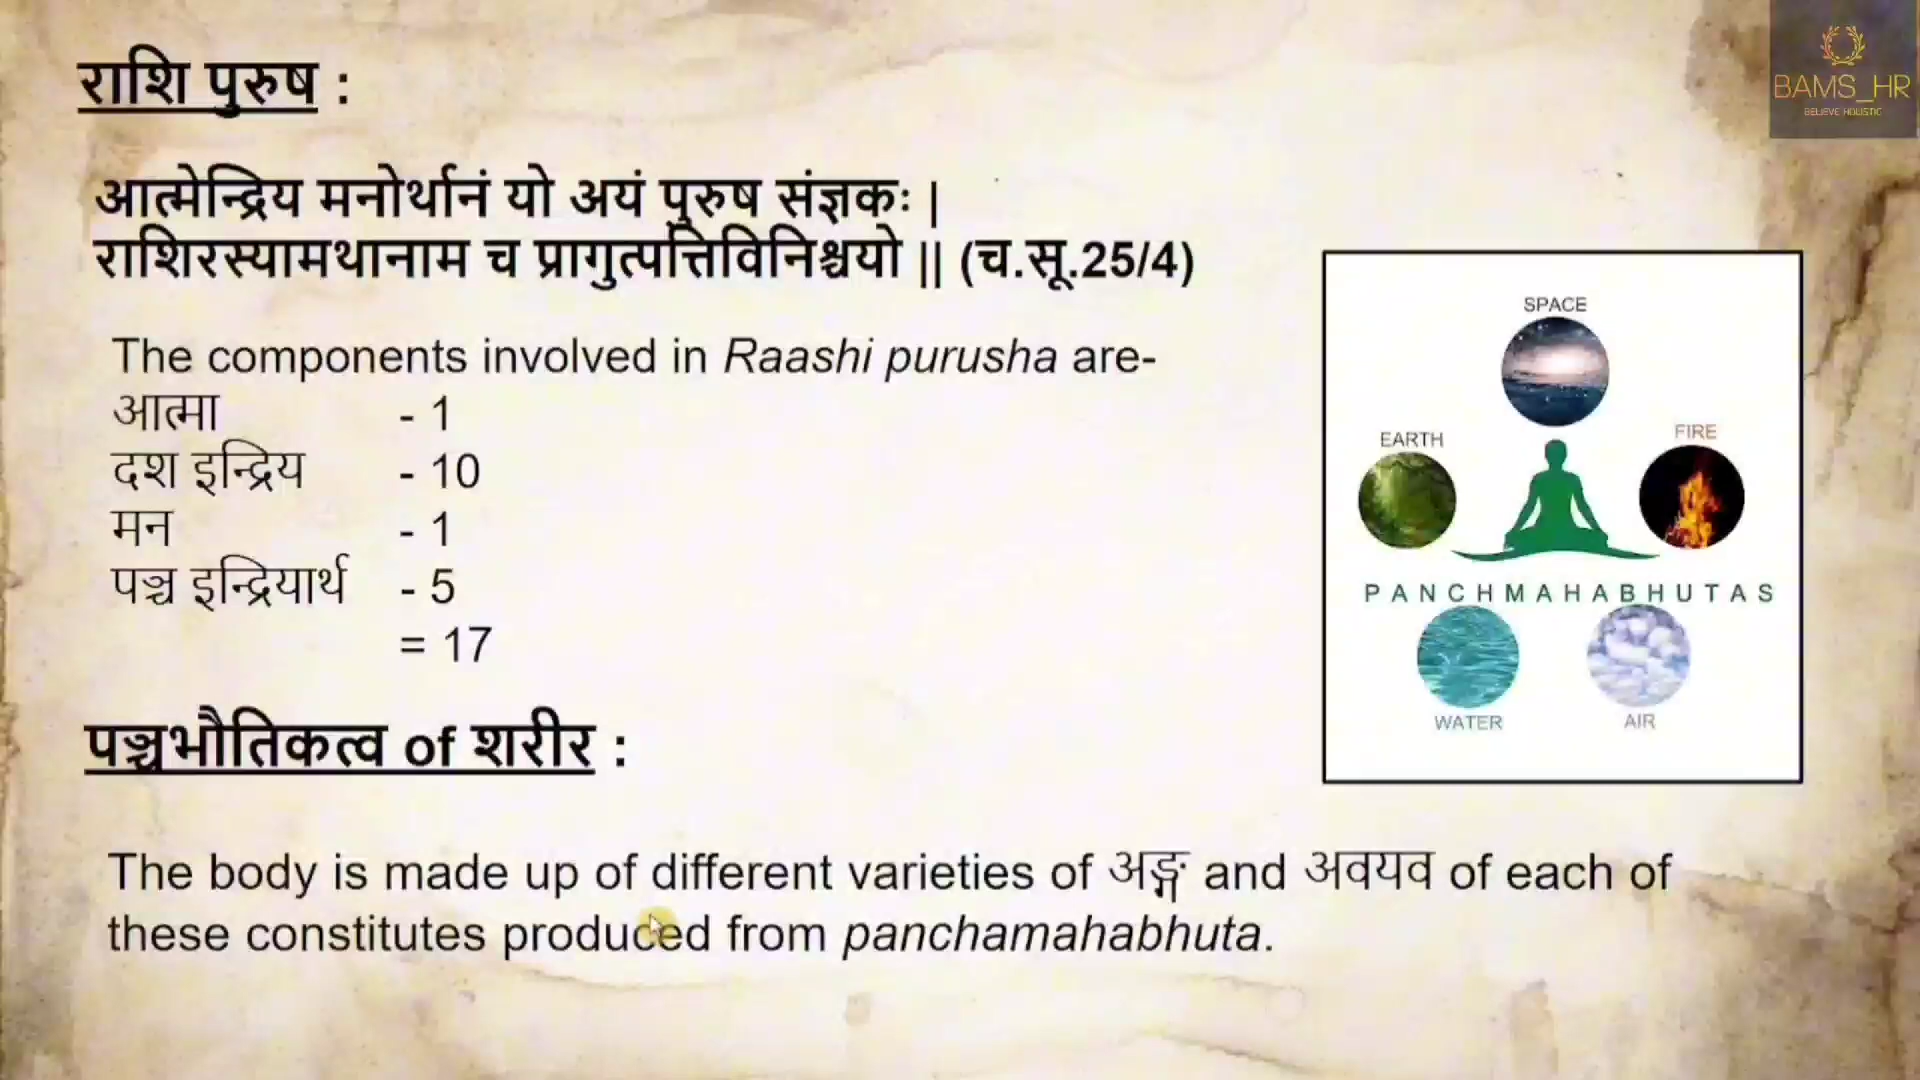 राशि पुरुष :
BAMS_HR
BELIEVE HOLISTIC
आत्मेन्द्रिय मनोर्थानं यो अयं पुरुष संज्ञकः |
राशिरस्यामथानाम च प्रागुत्पत्तिविनिश्चयो || (च.सू.25/4)
The components involved in Raashi purusha are-
आत्मा - 1
दश इन्द्रिय - 10
मन - 1
पञ्च इन्द्रियार्थ - 5
= 17
SPACE
EARTH
FIRE
PANCHMAHABHUTAS
WATER
AIR
पञ्चभौतिकत्व of शरीर :
The body is made up of different varieties of अङ्ग and अवयव of each of
these constitutes produced from panchamahabhuta.